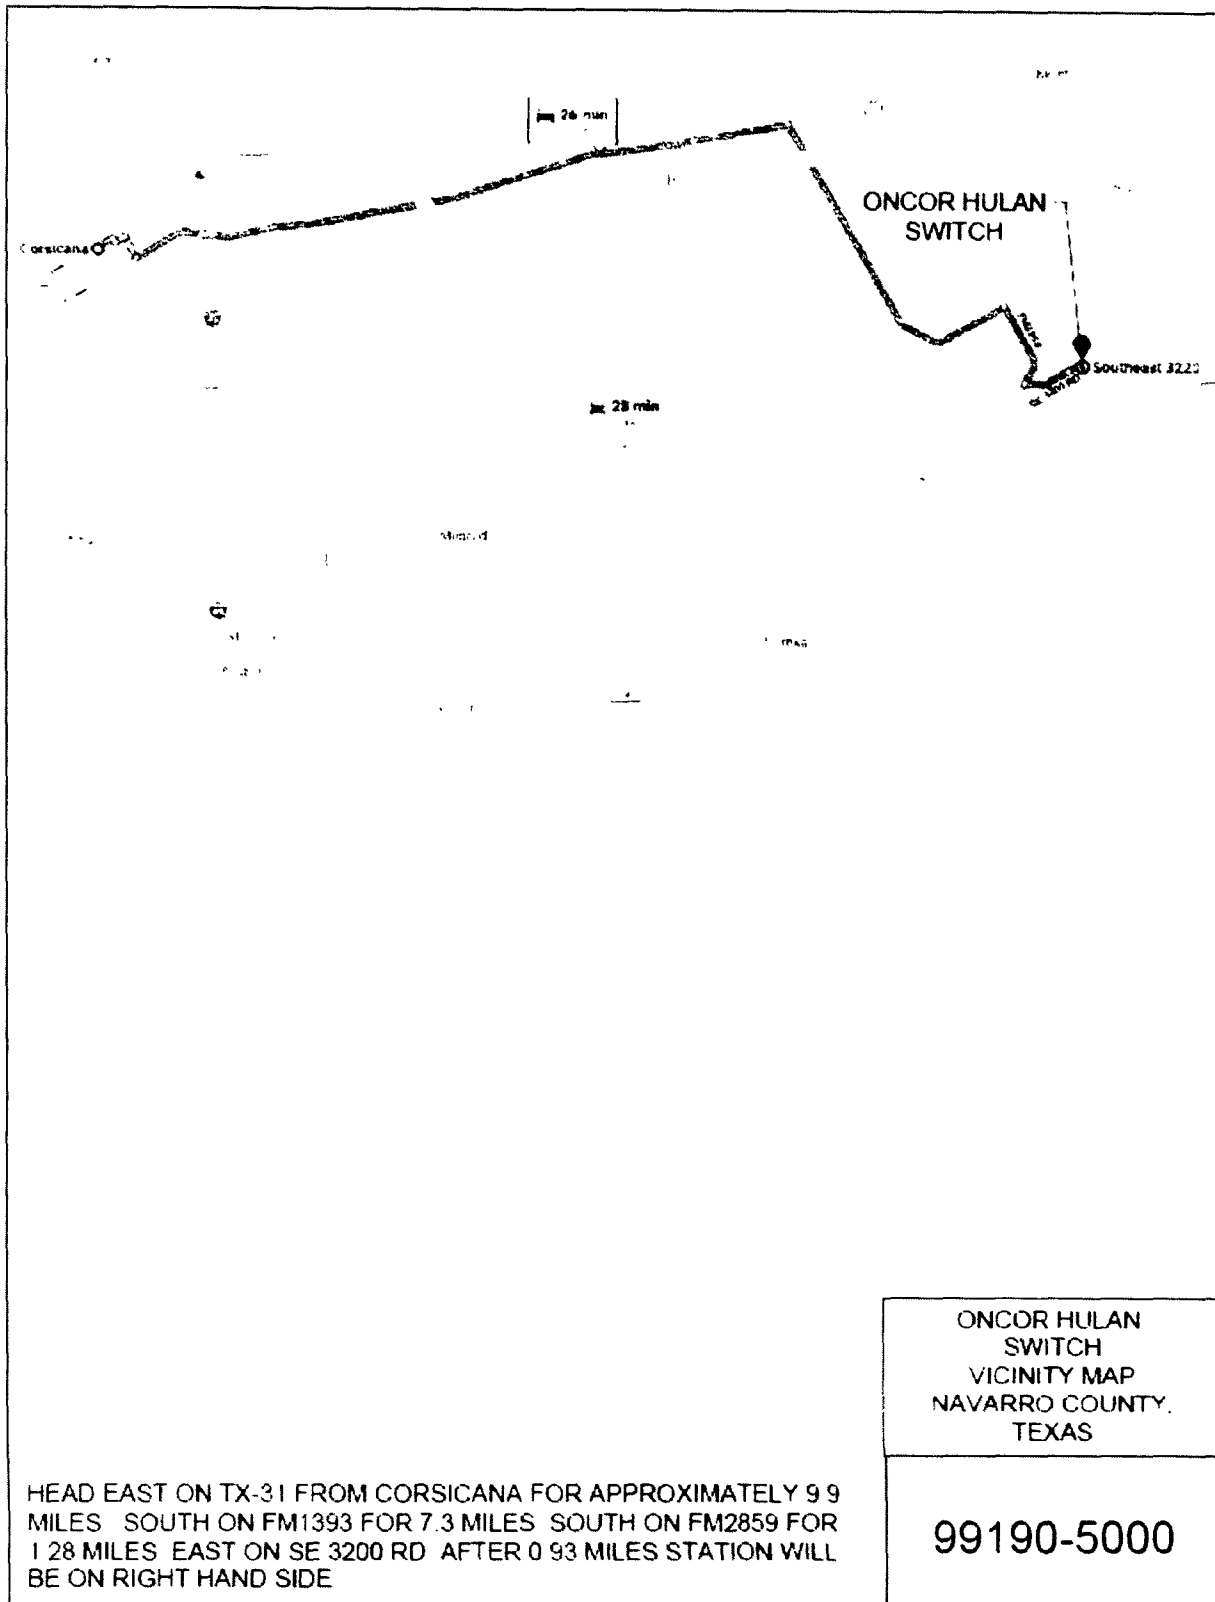 26 min
ONCOR HULAN
SWITCH
Corsicana
Southeast 3220
28 min
ONCOR HULAN
SWITCH
VICINITY MAP
NAVARRO COUNTY,
TEXAS
HEAD EAST ON TX-31 FROM CORSICANA FOR APPROXIMATELY 9 9
MILES SOUTH ON FM1393 FOR 7.3 MILES SOUTH ON FM2859 FOR
1 28 MILES EAST ON SE 3200 RD AFTER 0 93 MILES STATION WILL
BE ON RIGHT HAND SIDE
99190-5000